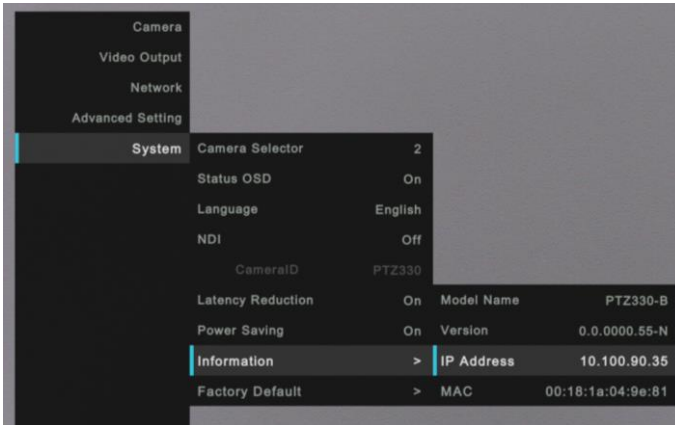 Camera
Video Output
Network
Advanced Setting
System
Camera Selector 2
Status OSD On
Language English
NDI Off
CameraID PTZ330
Latency Reduction On
Power Saving On
Information >
Factory Default >
Model Name PTZ330-B
Version 0.0.0000.55-N
IP Address 10.100.90.35
MAC 00:18:1a:04:9e:81